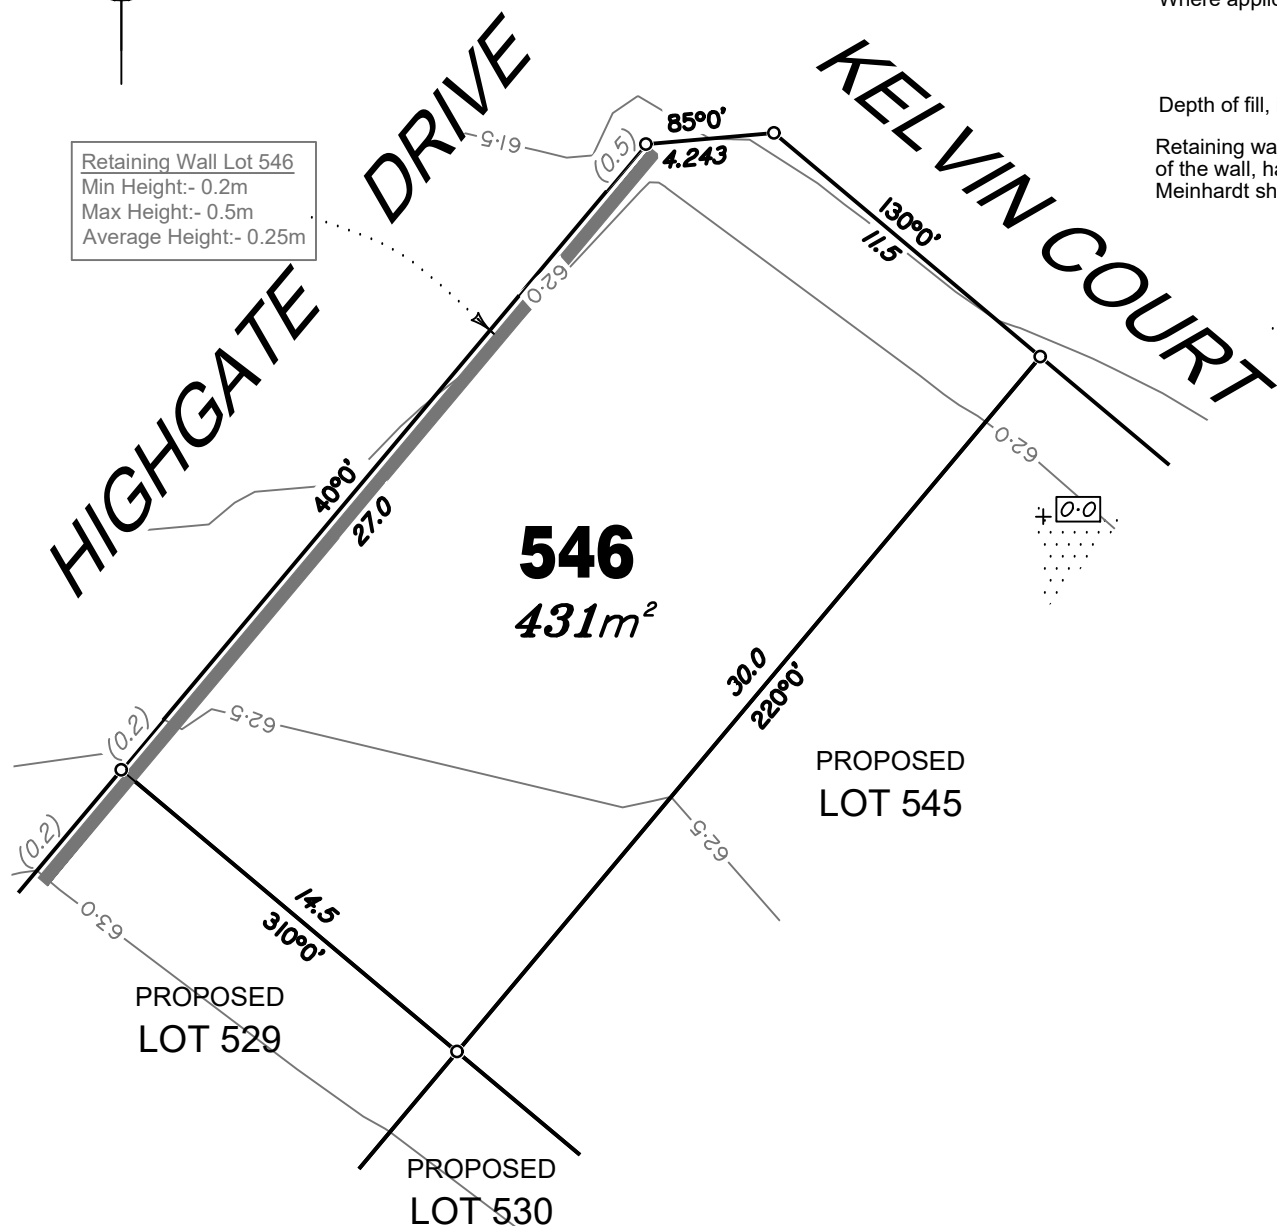 Where applic
Depth of fill,
Retaining wa
of the wall, ha
Meinhardt sh
HIGHGATE DRIVE
KELVIN COURT
Retaining Wall Lot 546
Min Height:- 0.2m
Max Height:- 0.5m
Average Height:- 0.25m
61·5
(0.5)
85°0'
4.243
130°0'
11.5
62·0
62·0
0·0
40°0'
27.0
546
431m²
30.0
220°0'
(0.2)
62·5
62·5
(0.2)
63·0
14.5
310°0'
PROPOSED
LOT 545
PROPOSED
LOT 529
PROPOSED
LOT 530